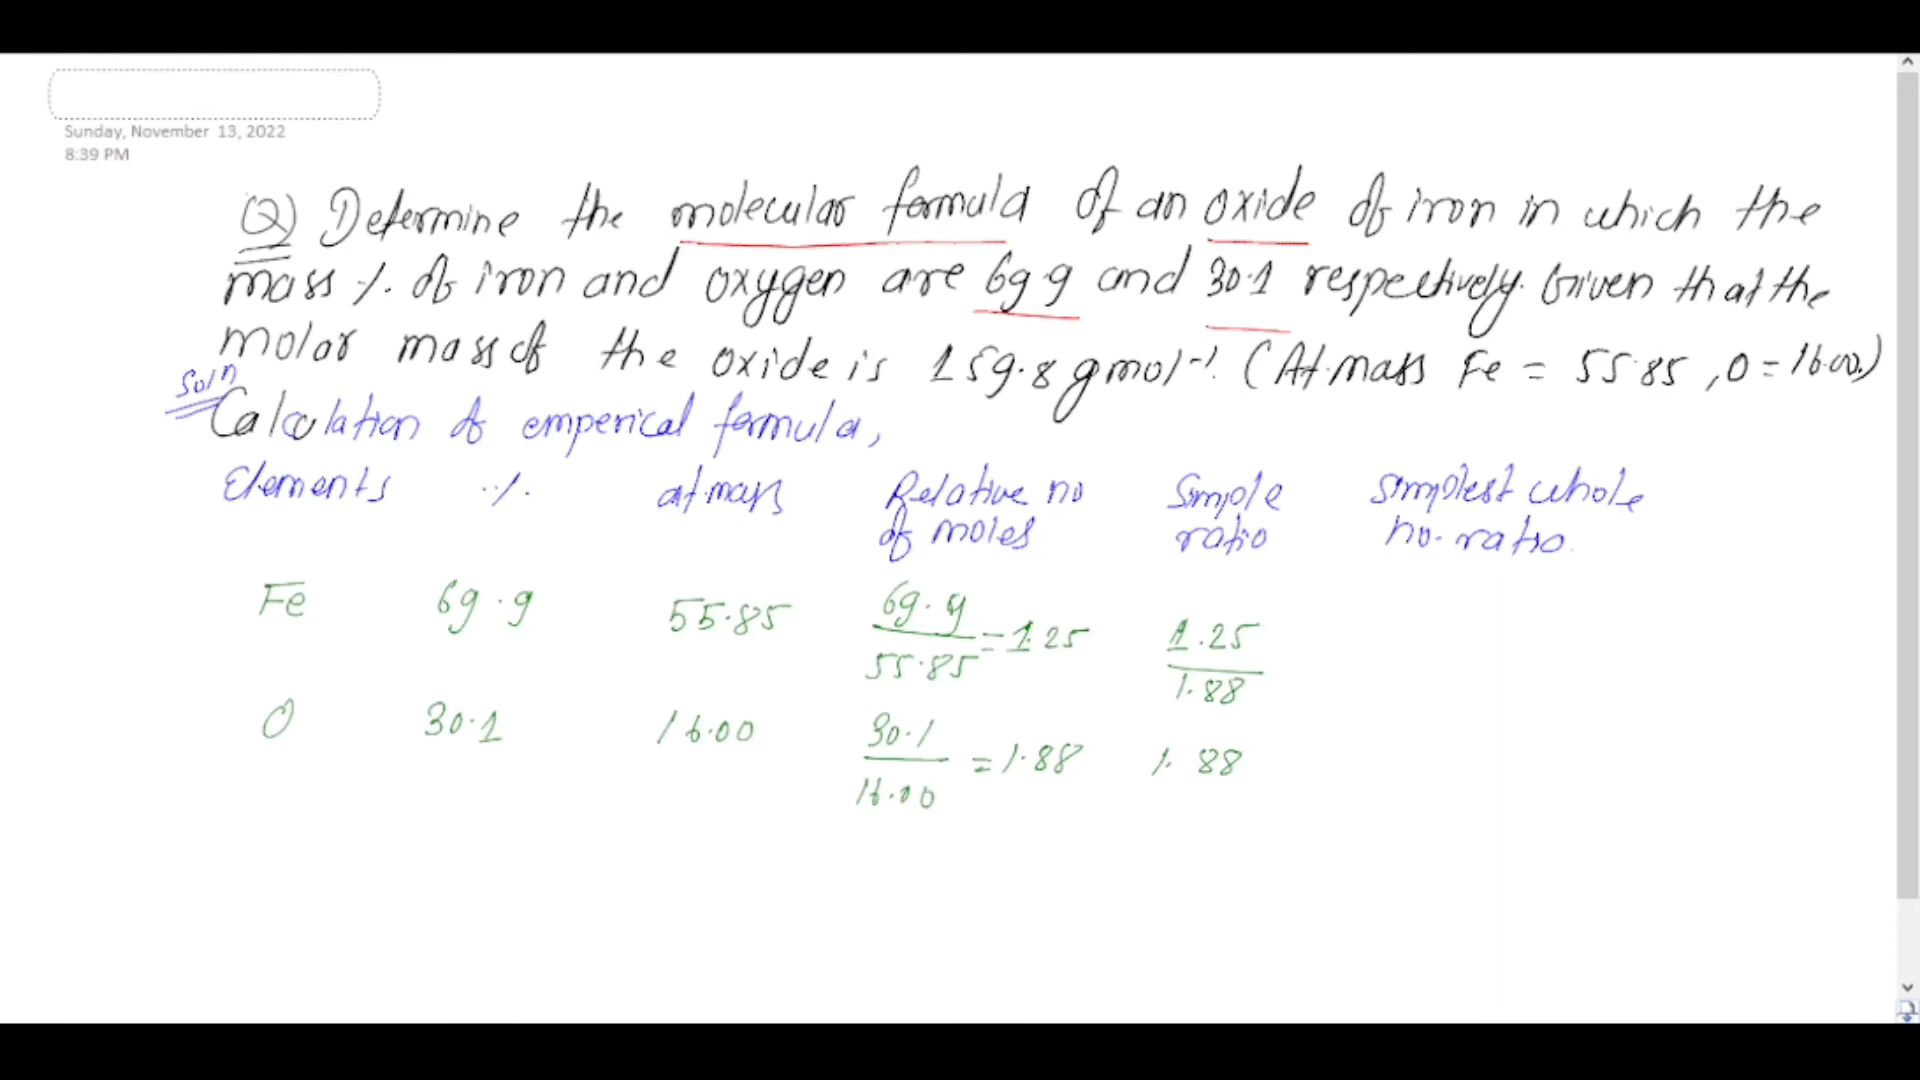 Sunday, November 13, 2022
8:39 PM
Q) Determine the molecular formula of an oxide of iron in which the
mass % of iron and oxygen are 69.9 and 30.1 respectively. Given that the
molar mass of the oxide is 159.8 gmol⁻¹. (At. mass Fe = 55.85, O = 16.00.)
Soln
Calculation of emperical formula,
Elements % at mass Relative no of moles Simple ratio simplest whole no. ratio.
Fe 69.9 55.85 69.9/55.85 = 1.25 1.25/1.88
O 30.1 16.00 30.1/16.00 = 1.88 1.88